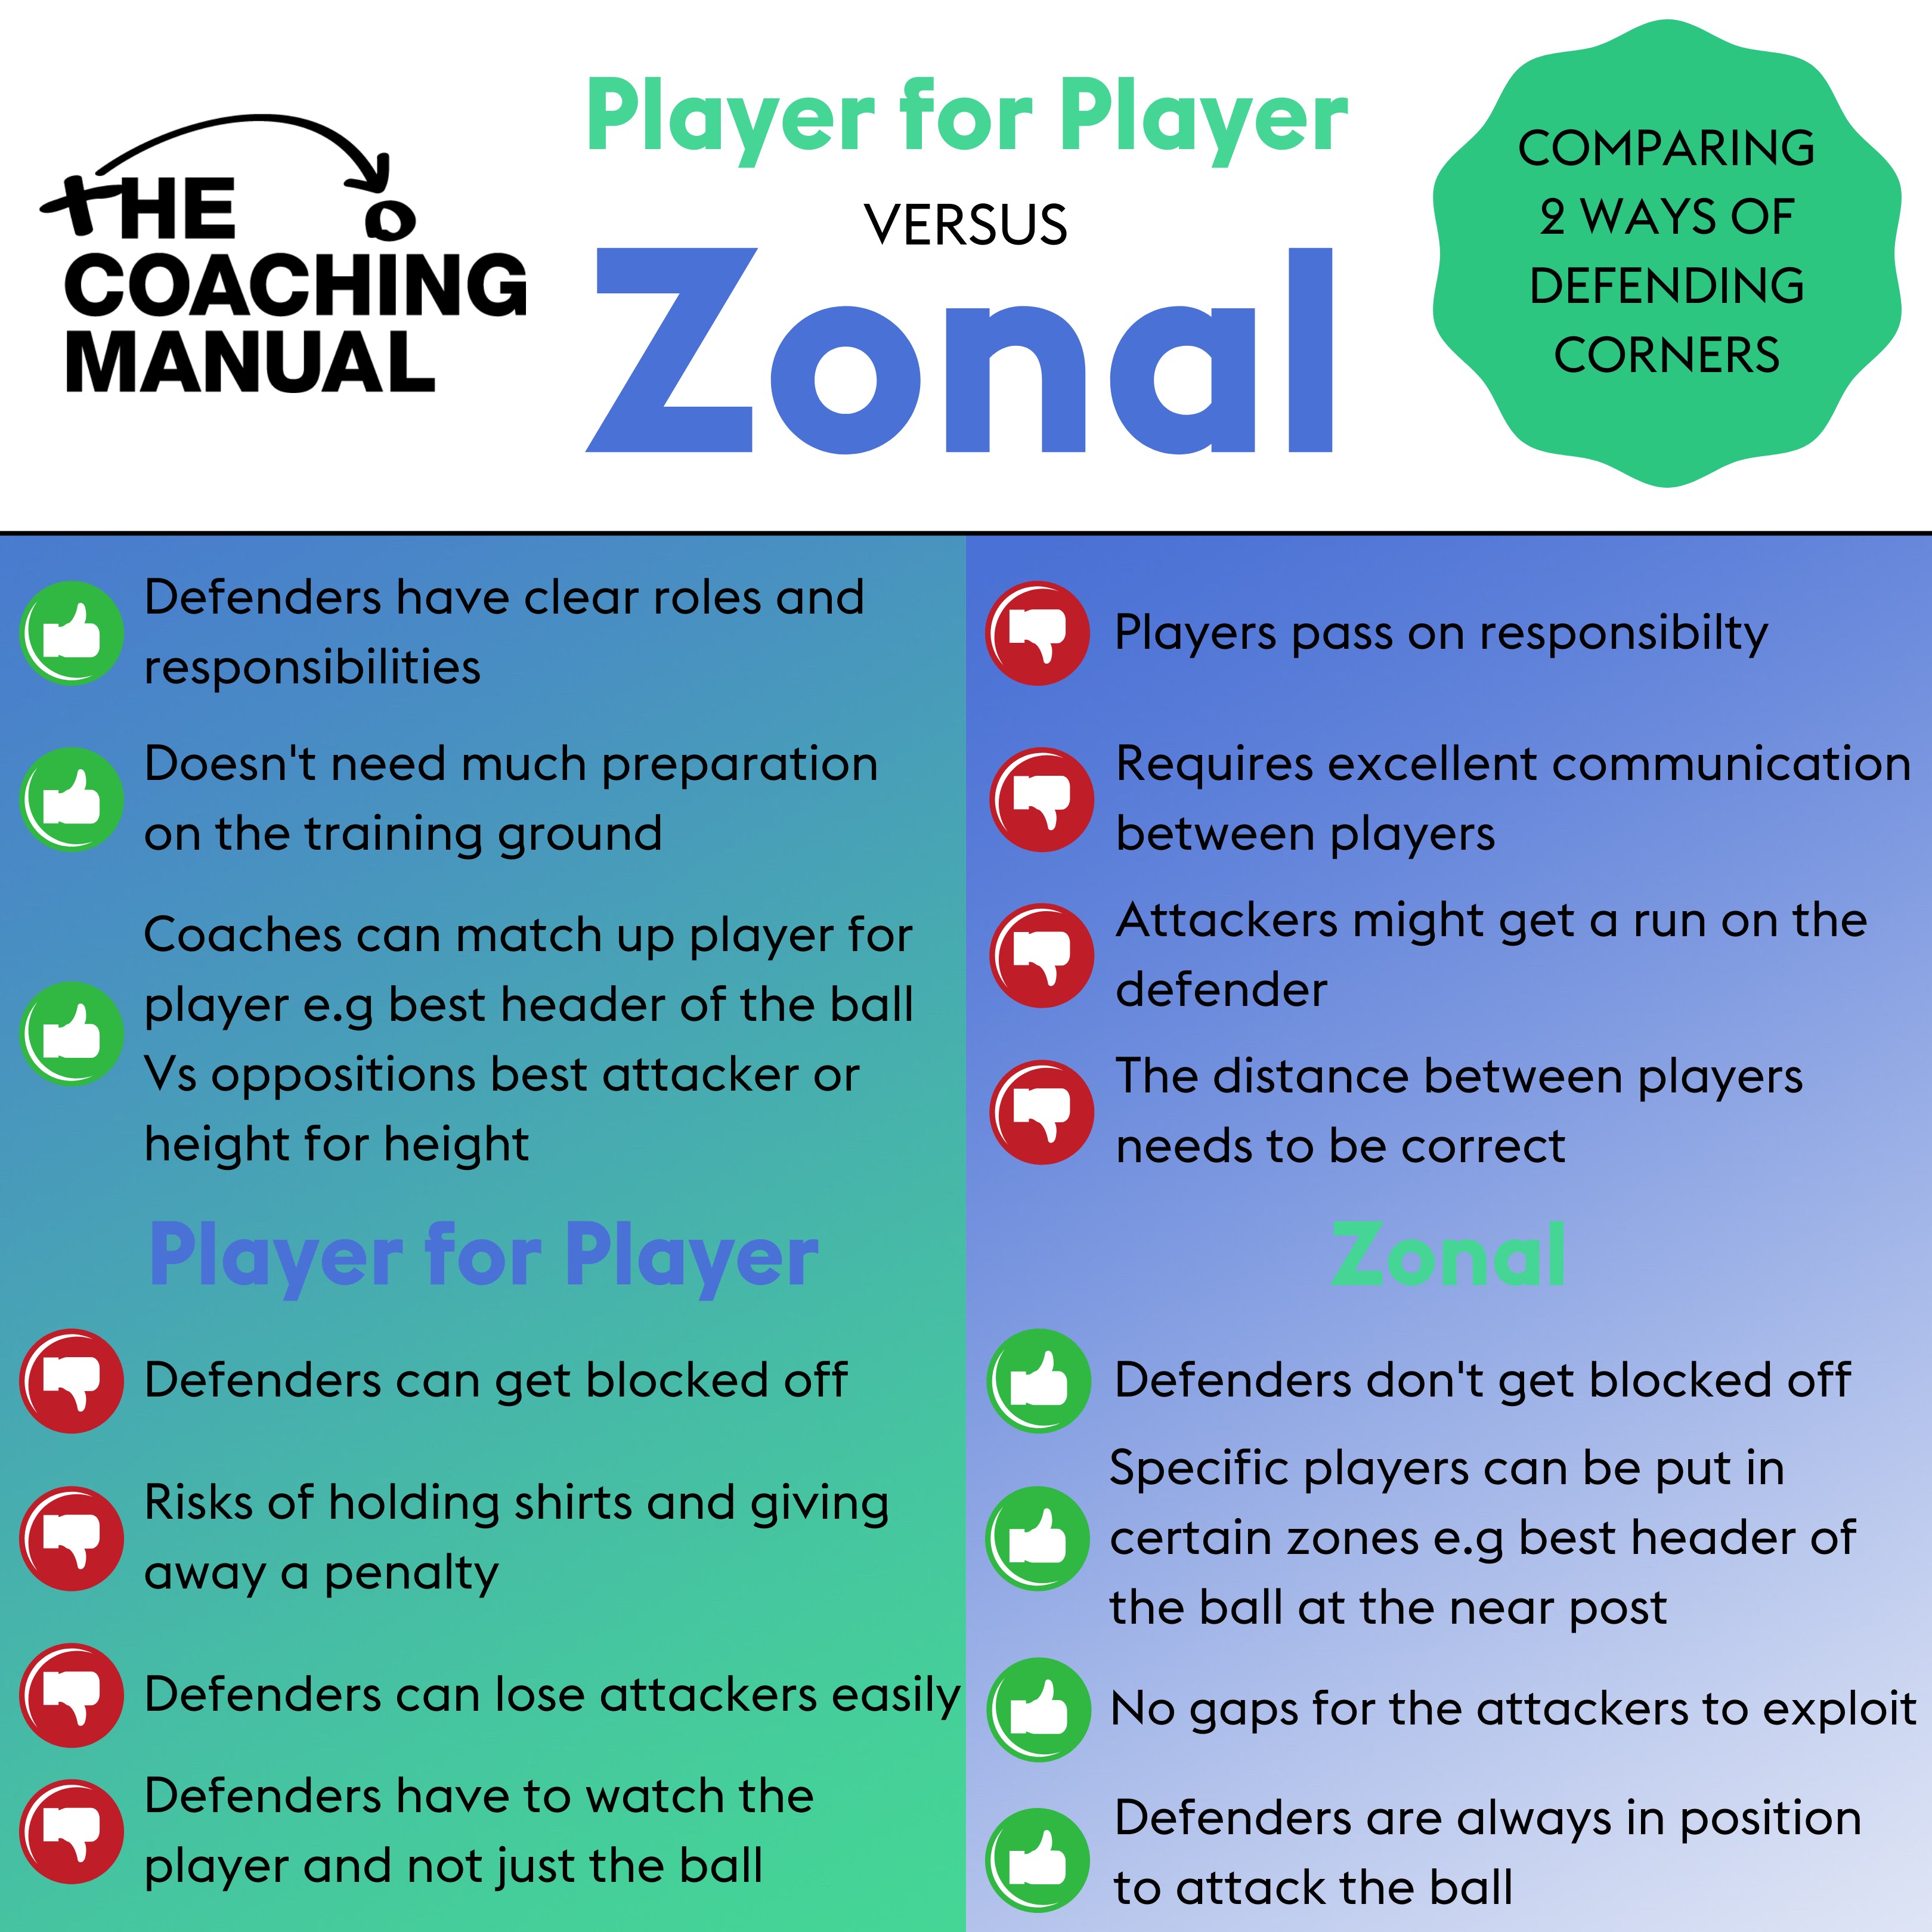 THE
COACHING
MANUAL
Player for Player
VERSUS
Zonal
COMPARING
2 WAYS OF
DEFENDING
CORNERS
Defenders have clear roles and
responsibilities
Doesn't need much preparation
on the training ground
Coaches can match up player for
player e.g best header of the ball
Vs oppositions best attacker or
height for height
Player for Player
Defenders can get blocked off
Risks of holding shirts and giving
away a penalty
Defenders can lose attackers easily
Defenders have to watch the
player and not just the ball
Players pass on responsibilty
Requires excellent communication
between players
Attackers might get a run on the
defender
The distance between players
needs to be correct
Zonal
Defenders don't get blocked off
Specific players can be put in
certain zones e.g best header of
the ball at the near post
No gaps for the attackers to exploit
Defenders are always in position
to attack the ball